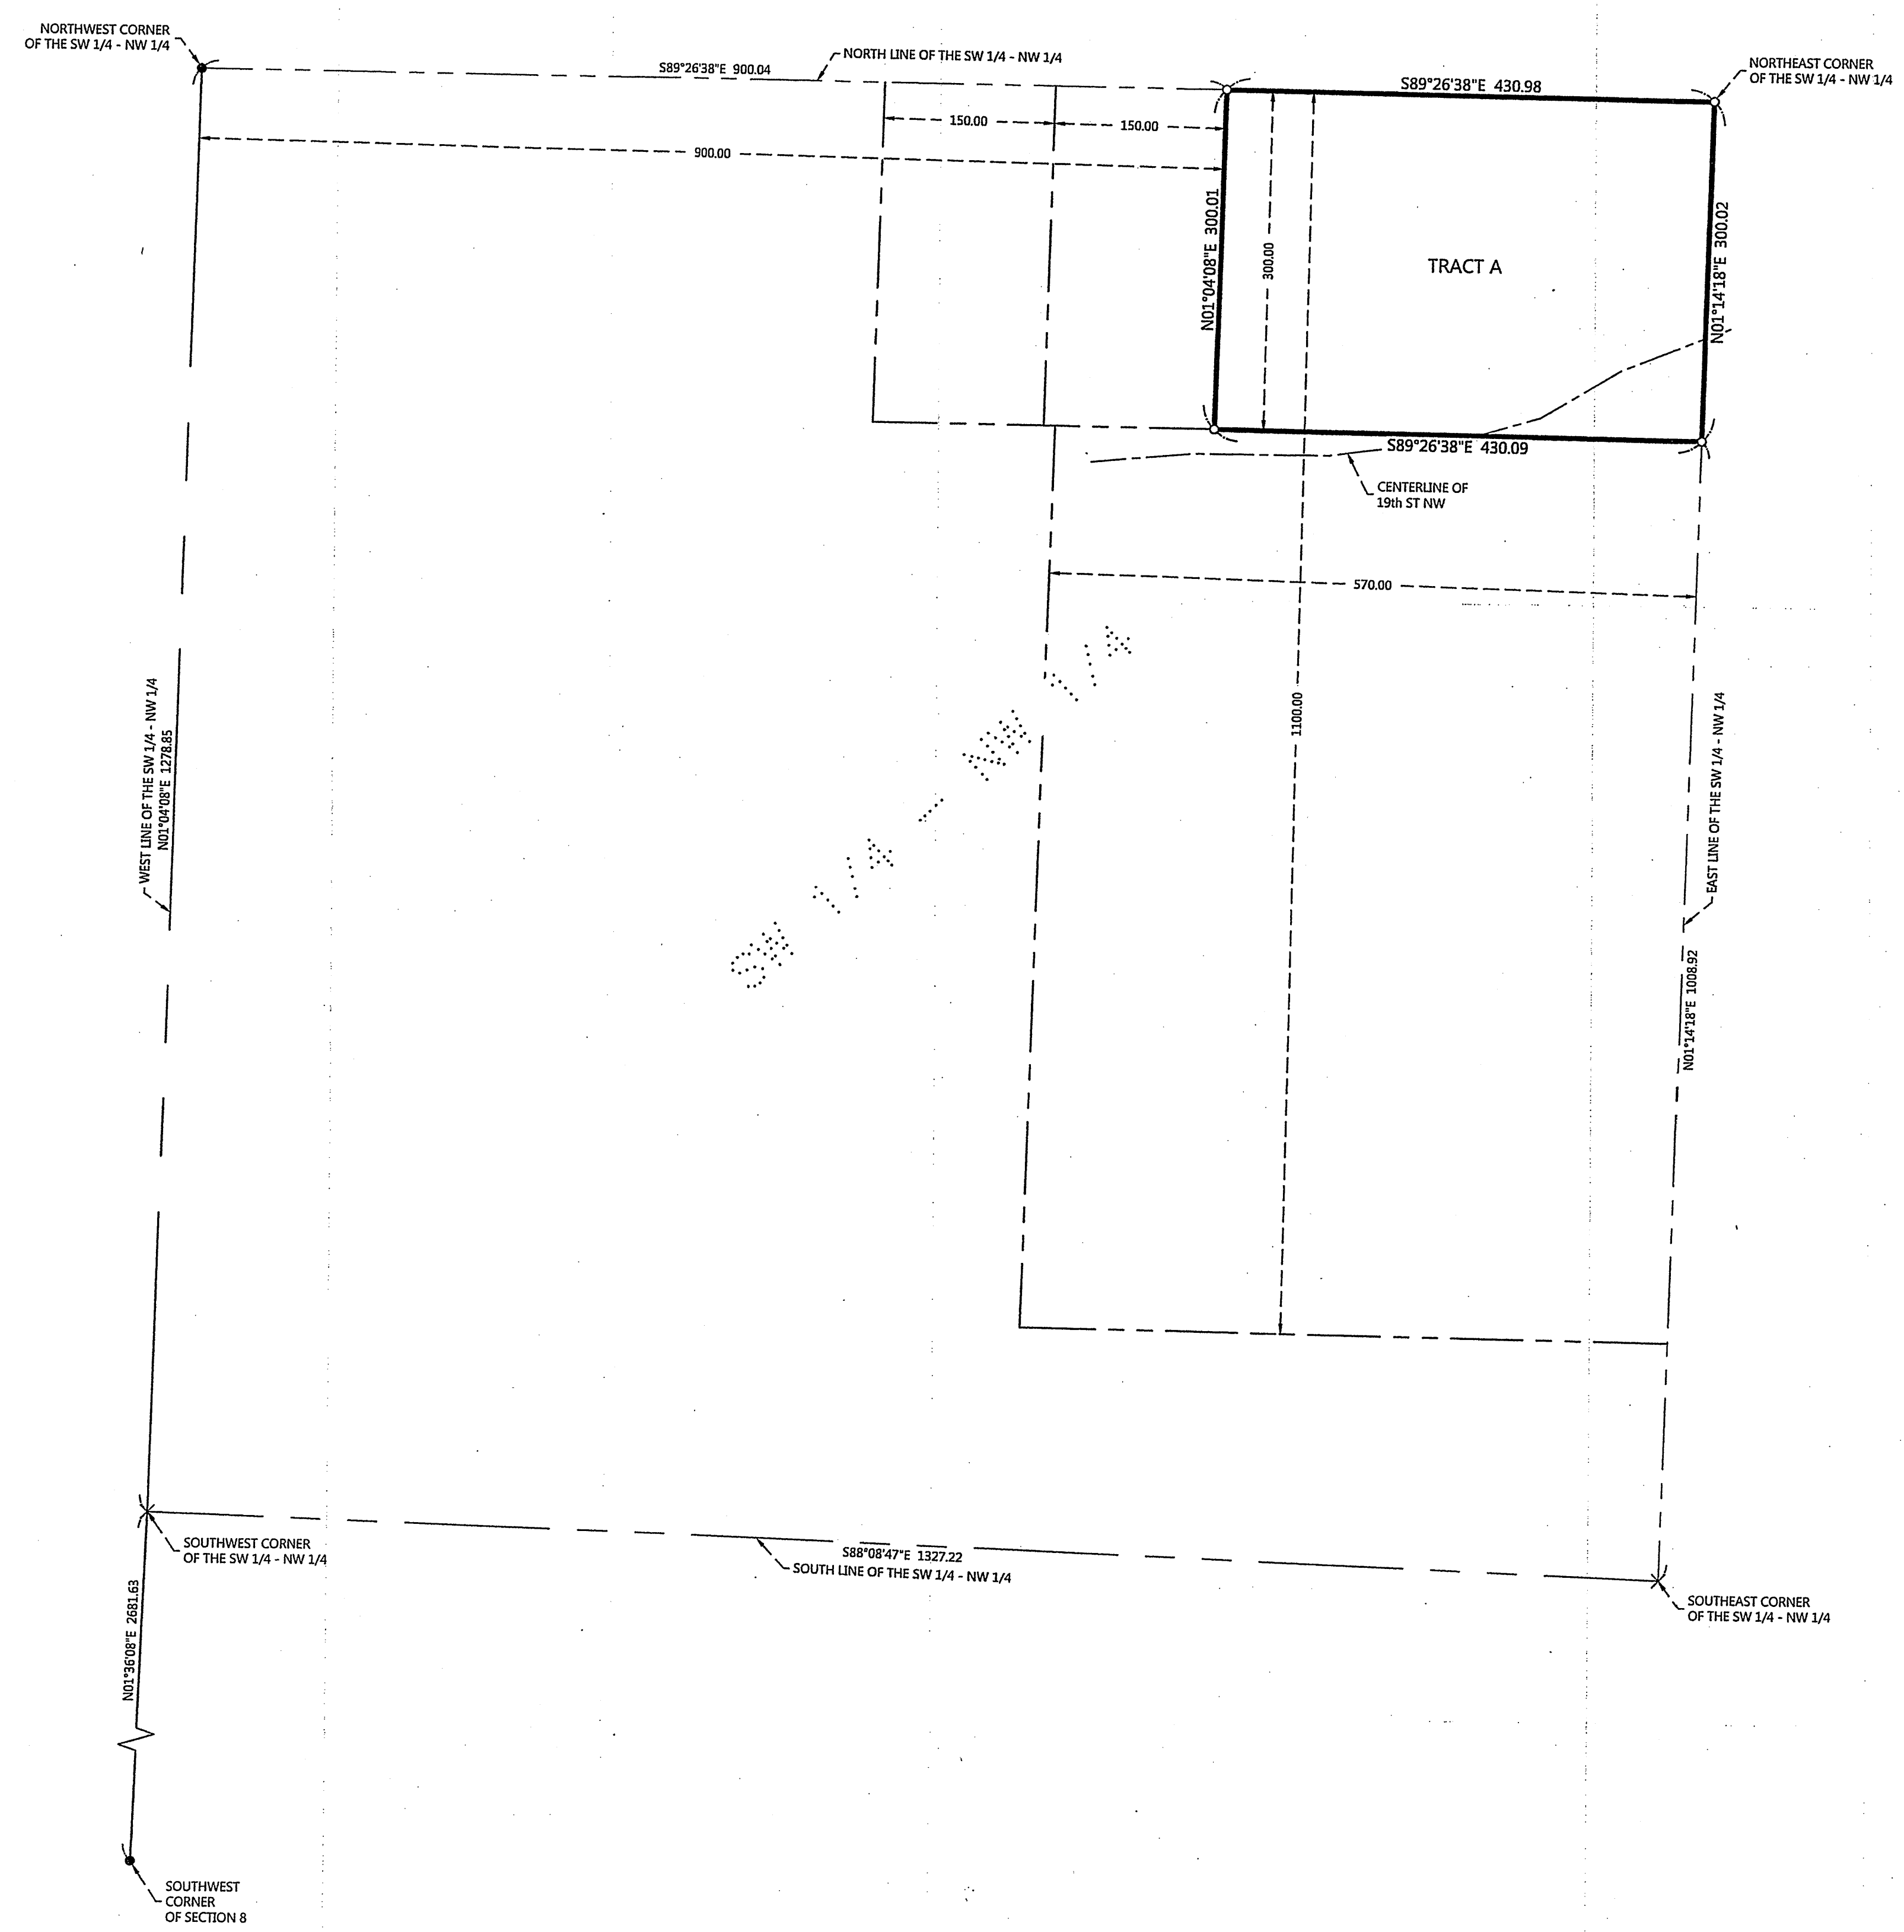 NORTHWEST CORNER
OF THE SW 1/4 - NW 1/4
S89°26'38"E 900.04
NORTH LINE OF THE SW 1/4 - NW 1/4
S89°26'38"E 430.98
NORTHEAST CORNER
OF THE SW 1/4 - NW 1/4
150.00
150.00
900.00
N01°04'08"E 300.01
300.00
TRACT A
N01°14'18"E 300.02
S89°26'38"E 430.09
CENTERLINE OF
19th ST NW
570.00
WEST LINE OF THE SW 1/4 - NW 1/4
N01°04'08"E 1278.85
SW 1/4 - NW 1/4
1100.00
EAST LINE OF THE SW 1/4 - NW 1/4
N01°14'18"E 1008.92
SOUTHWEST CORNER
OF THE SW 1/4 - NW 1/4
S88°08'47"E 1327.22
SOUTH LINE OF THE SW 1/4 - NW 1/4
SOUTHEAST CORNER
OF THE SW 1/4 - NW 1/4
N01°36'08"E 2681.63
SOUTHWEST
CORNER
OF SECTION 8